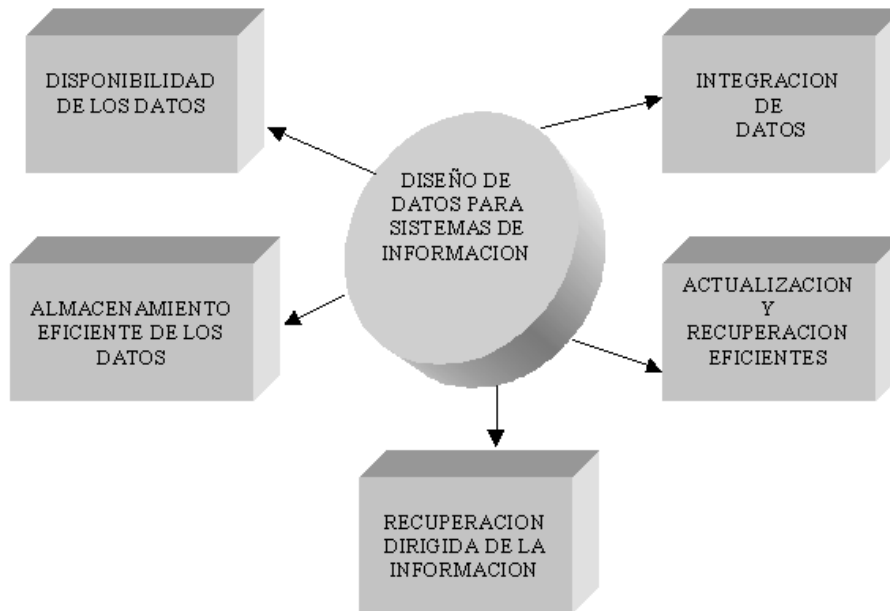 DISPONIBILIDAD
DE LOS DATOS
INTEGRACION
DE
DATOS
DISEÑO DE
DATOS PARA
SISTEMAS DE
INFORMACION
ALMACENAMIENTO
EFICIENTE DE LOS
DATOS
ACTUALIZACION
Y
RECUPERACION
EFICIENTES
RECUPERACION
DIRIGIDA DE LA
INFORMACION